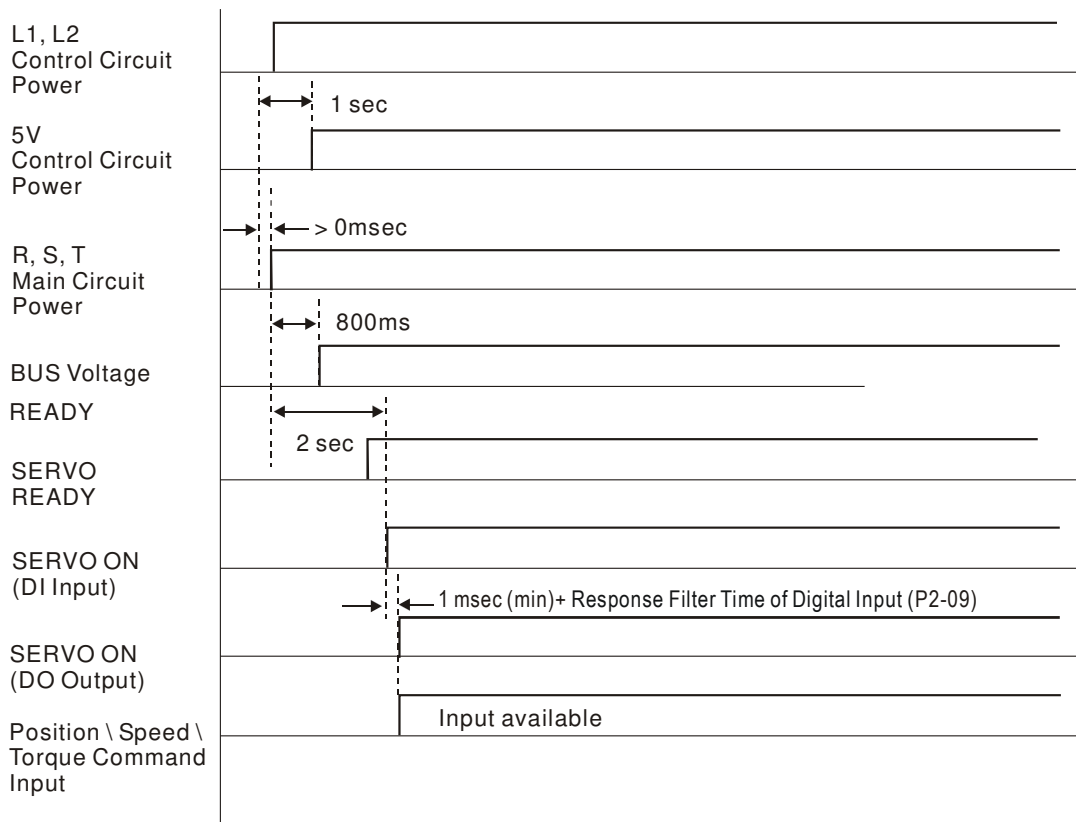 L1, L2
Control Circuit
Power
1 sec
5V
Control Circuit
Power
> 0msec
R, S, T
Main Circuit
Power
800ms
BUS Voltage
READY
2 sec
SERVO
READY
SERVO ON
(DI Input)
1 msec (min)+ Response Filter Time of Digital Input (P2-09)
SERVO ON
(DO Output)
Input available
Position \ Speed \
Torque Command
Input